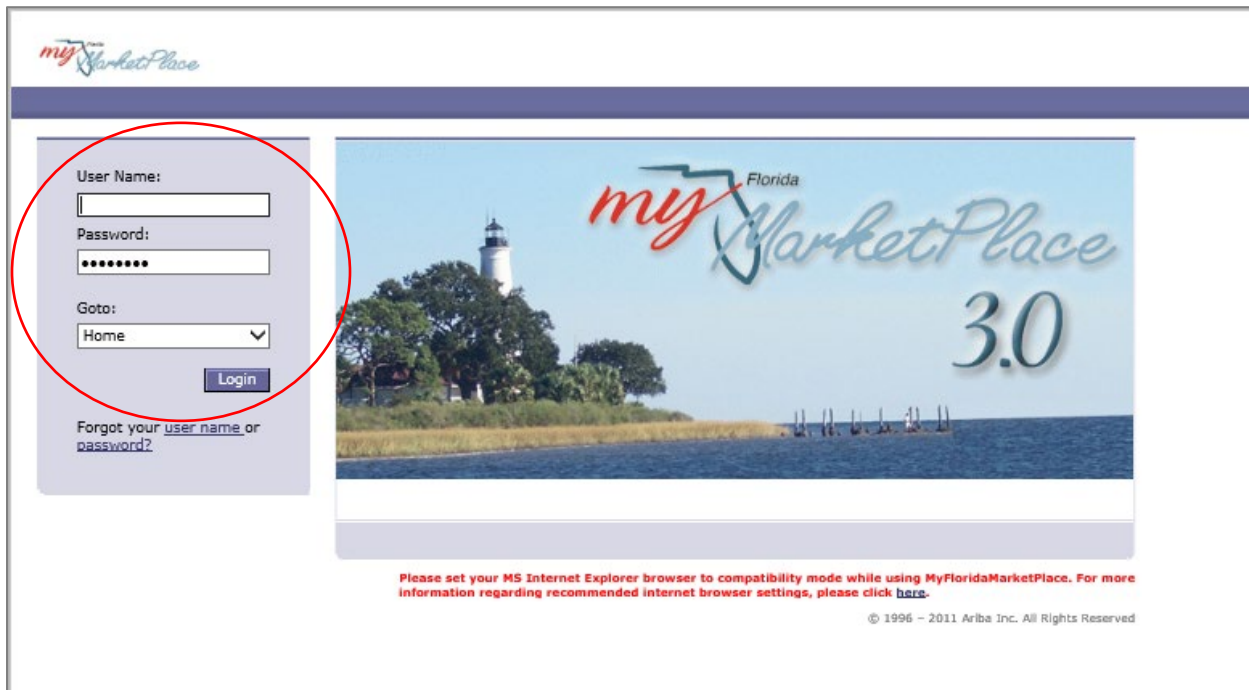 my Florida MarketPlace
User Name:
Password:
••••••••
Goto:
Home
Login
Forgot your user name or
password?
my Florida
MarketPlace
3.0
Please set your MS Internet Explorer browser to compatibility mode while using MyFloridaMarketPlace. For more
information regarding recommended internet browser settings, please click here.
© 1996 – 2011 Ariba Inc. All Rights Reserved